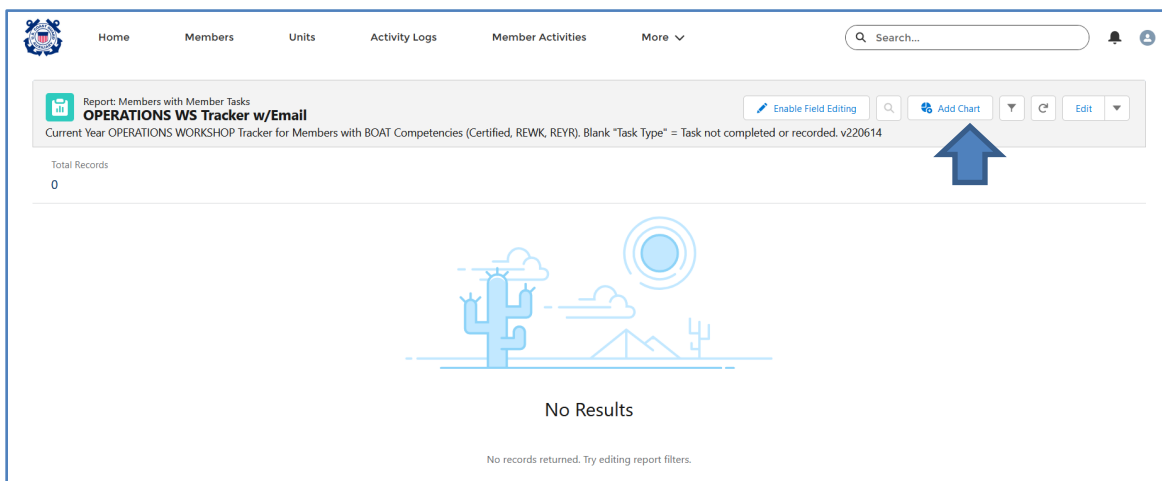 Home Members Units Activity Logs Member Activities More Search...
Report: Members with Member Tasks
OPERATIONS WS Tracker w/Email
Enable Field Editing Add Chart Edit
Current Year OPERATIONS WORKSHOP Tracker for Members with BOAT Competencies (Certified, REWK, REYR). Blank "Task Type" = Task not completed or recorded. v220614
Total Records
0
No Results
No records returned. Try editing report filters.